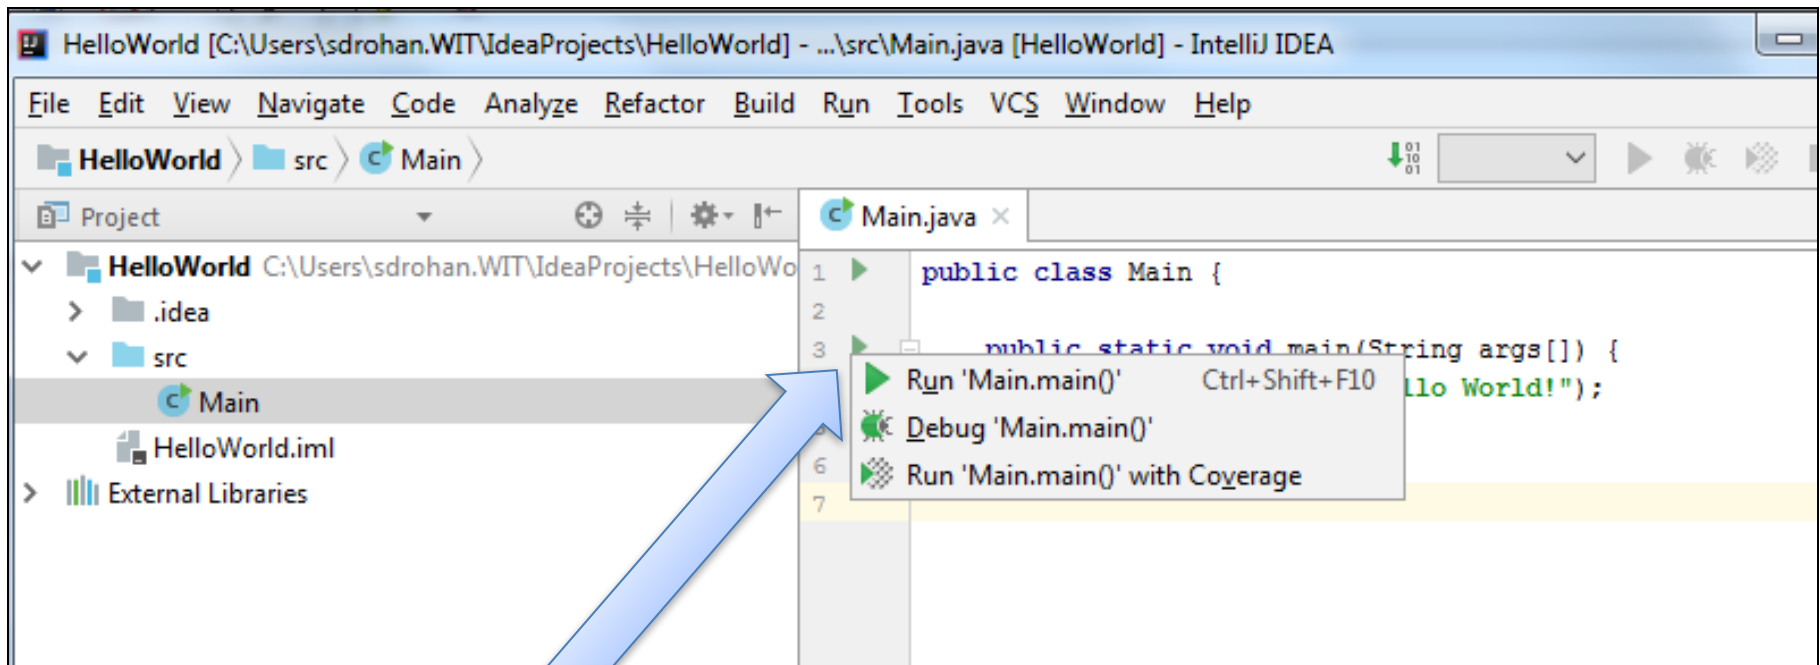 HelloWorld [C:\Users\sdrohan.WIT\IdeaProjects\HelloWorld] - ...\src\Main.java [HelloWorld] - IntelliJ IDEA
File Edit View Navigate Code Analyze Refactor Build Run Tools VCS Window Help
HelloWorld src Main
Project
Main.java
HelloWorld C:\Users\sdrohan.WIT\IdeaProjects\HelloWo
.idea
src
Main
HelloWorld.iml
External Libraries
1 public class Main {
2
3 public static void main(String args[]) {
llo World!");
6
7
Run 'Main.main()' Ctrl+Shift+F10
Debug 'Main.main()'
Run 'Main.main()' with Coverage